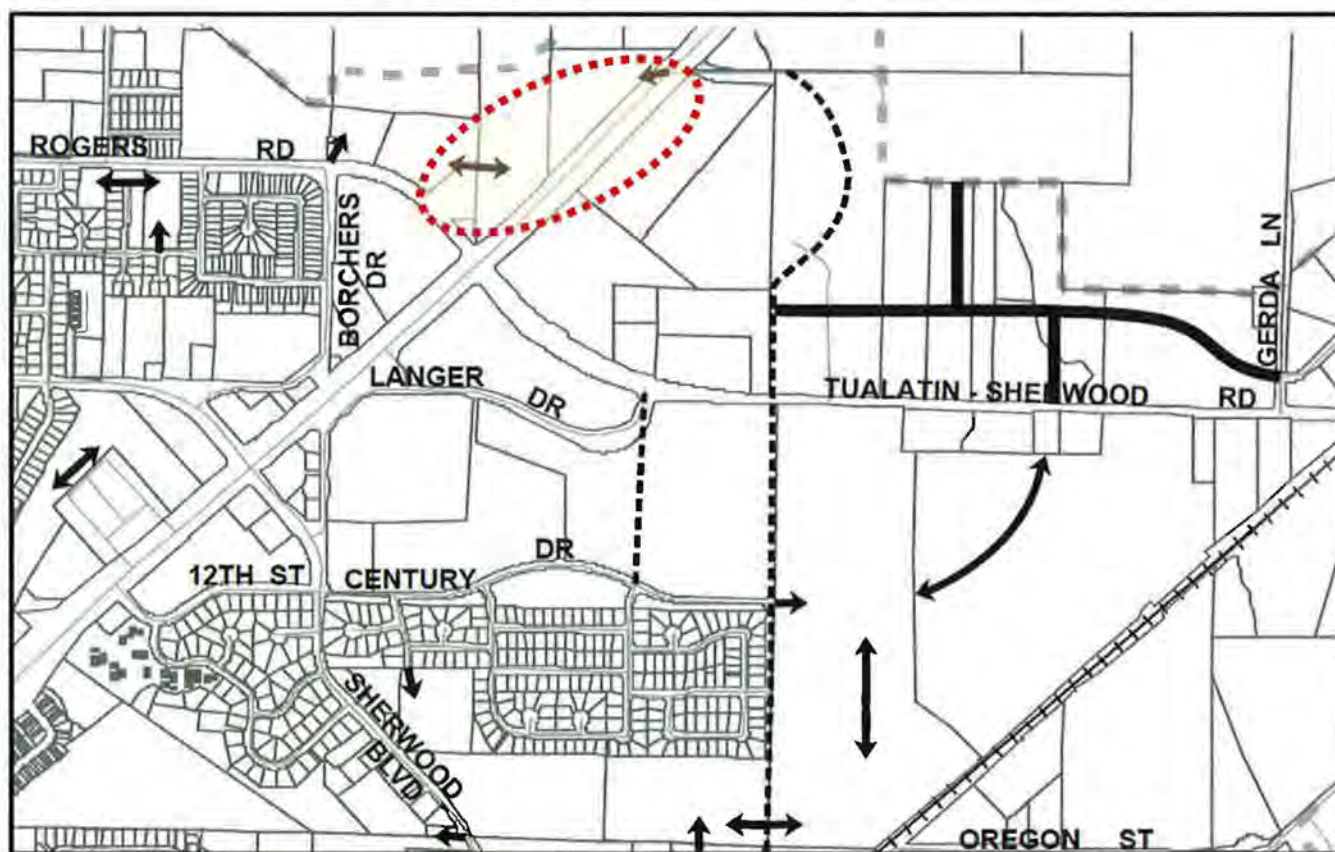 ROGERS RD
BORCHERS DR
GERDA LN
LANGER DR
TUALATIN - SHERWOOD RD
12TH ST
CENTURY DR
SHERWOOD BLVD
OREGON ST